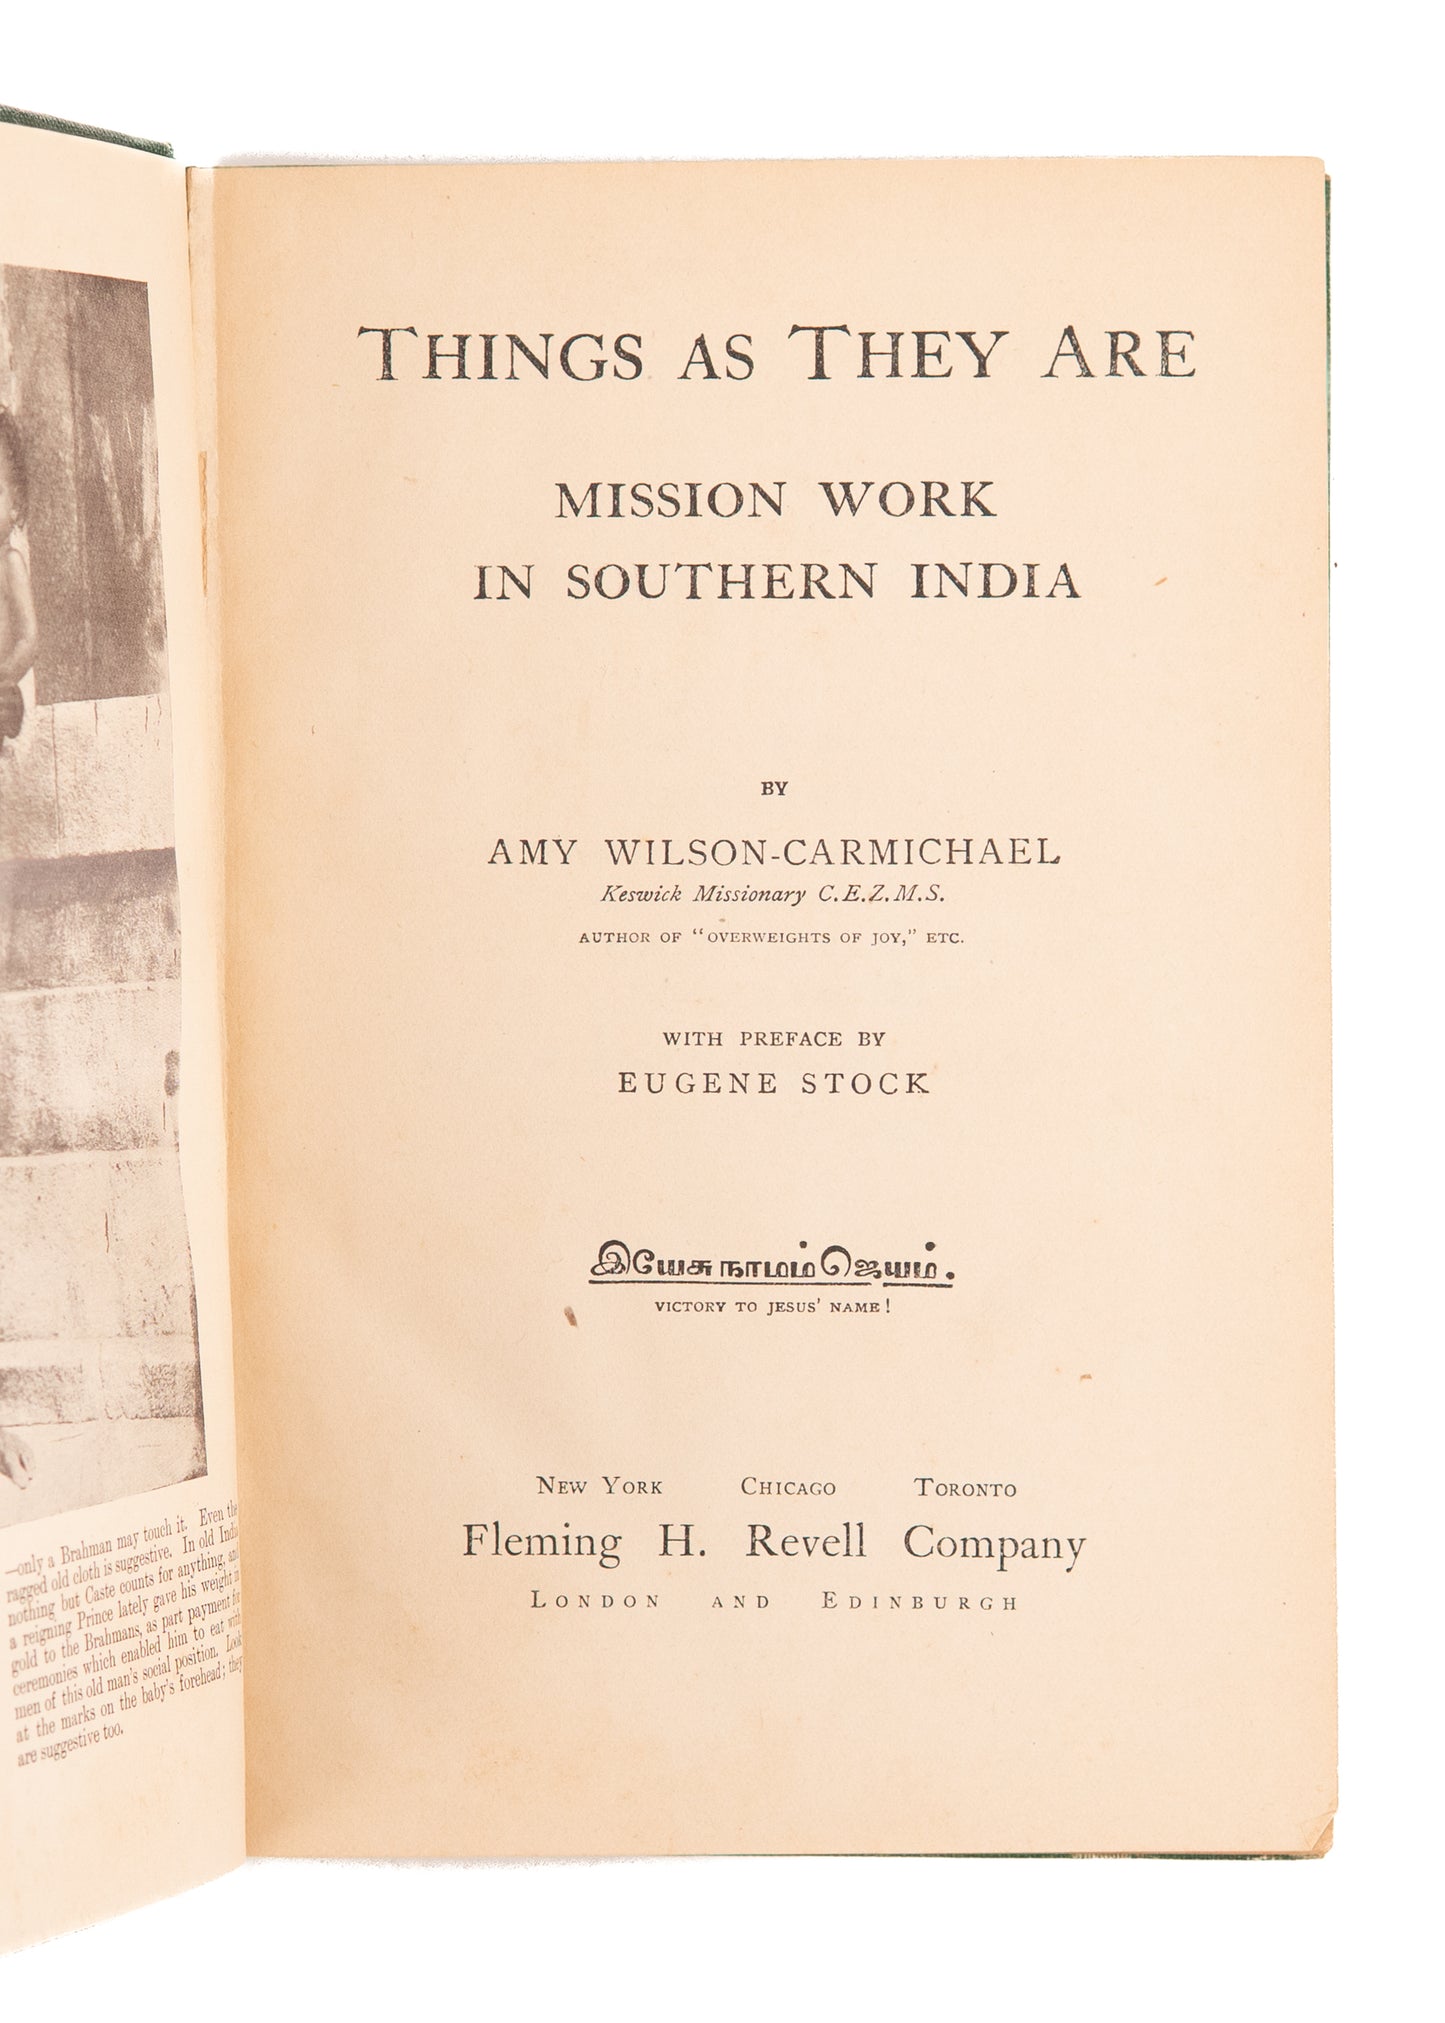 —only a Brahman may touch it. Even the
ragged old cloth is suggestive. In old India
nothing but Caste counts for anything, and
a reigning Prince lately gave his weight in
gold to the Brahmans, as part payment for
ceremonies which enabled him to eat with
men of this old man's social position. Look
at the marks on the baby's forehead; they
are suggestive too.
THINGS AS THEY ARE
MISSION WORK
IN SOUTHERN INDIA
BY
AMY WILSON-CARMICHAEL
Keswick Missionary C.E.Z.M.S.
AUTHOR OF "OVERWEIGHTS OF JOY," ETC.
WITH PREFACE BY
EUGENE STOCK
இயேசு நாமம் ஜெயம்.
VICTORY TO JESUS' NAME!
NEW YORK CHICAGO TORONTO
Fleming H. Revell Company
LONDON AND EDINBURGH